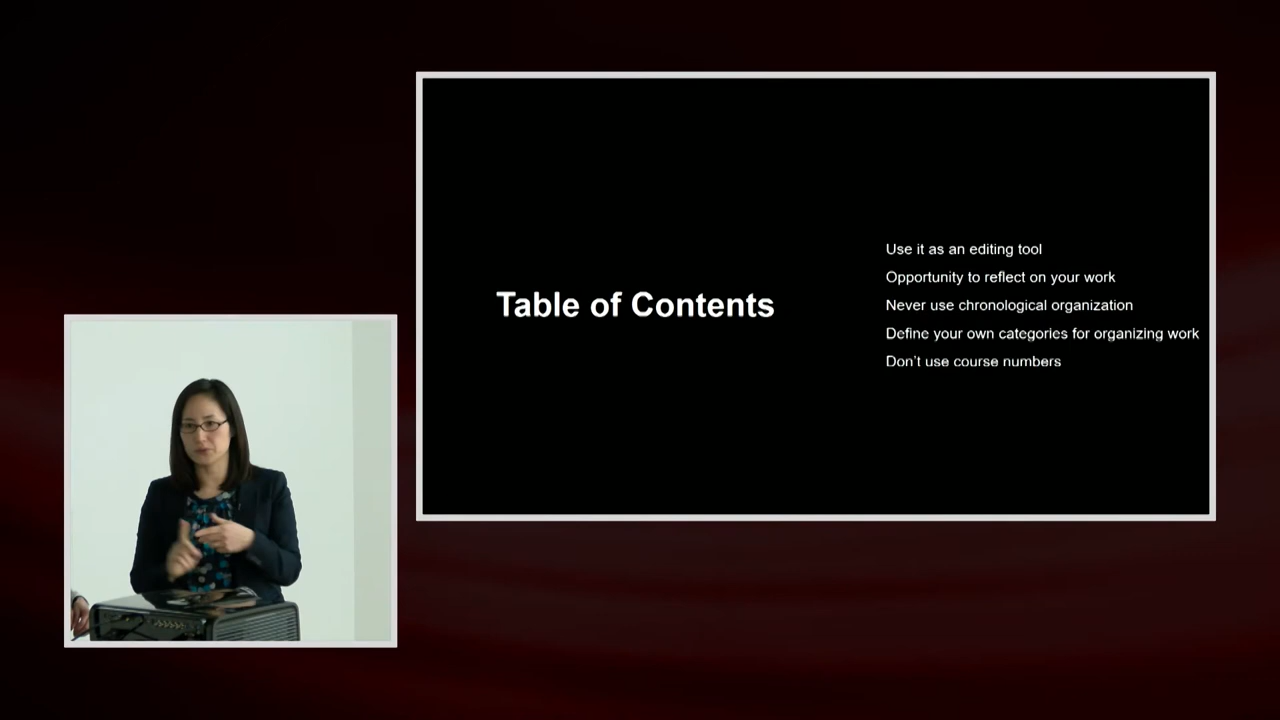 Table of Contents
Use it as an editing tool
Opportunity to reflect on your work
Never use chronological organization
Define your own categories for organizing work
Don't use course numbers